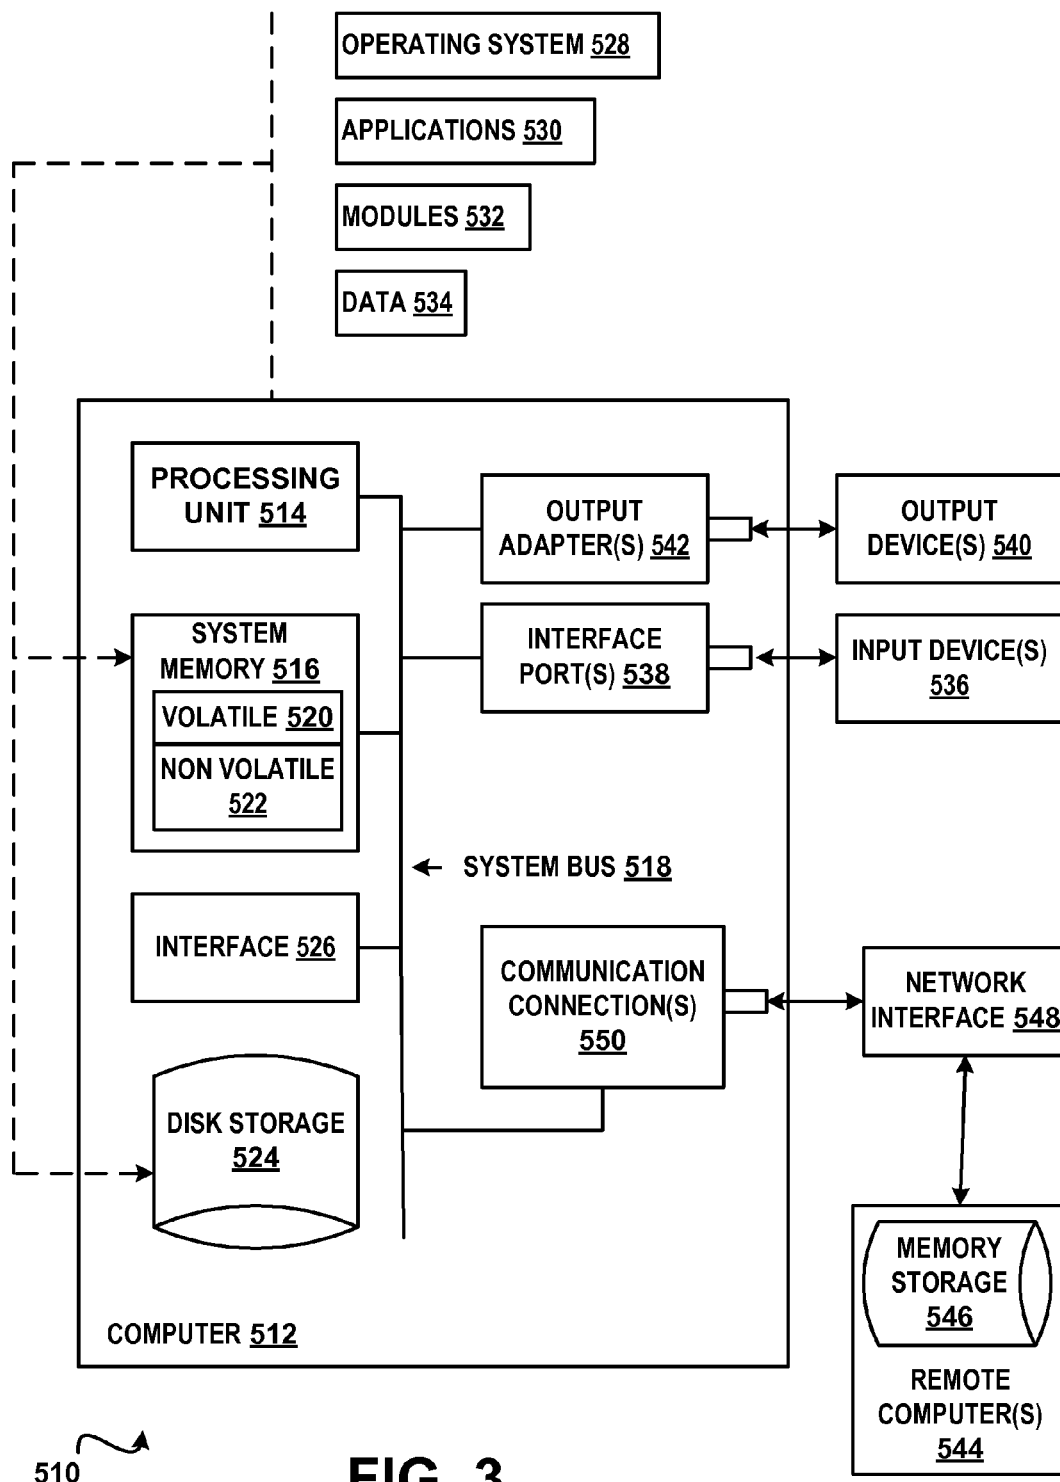 OPERATING SYSTEM 528
APPLICATIONS 530
MODULES 532
DATA 534
PROCESSING
UNIT 514
OUTPUT
ADAPTER(S) 542
OUTPUT
DEVICE(S) 540
SYSTEM
MEMORY 516
VOLATILE 520
NON VOLATILE
522
INTERFACE
PORT(S) 538
INPUT DEVICE(S)
536
SYSTEM BUS 518
INTERFACE 526
COMMUNICATION
CONNECTION(S)
550
NETWORK
INTERFACE 548
DISK STORAGE
524
MEMORY
STORAGE
546
REMOTE
COMPUTER(S)
544
COMPUTER 512
510
FIG. 3